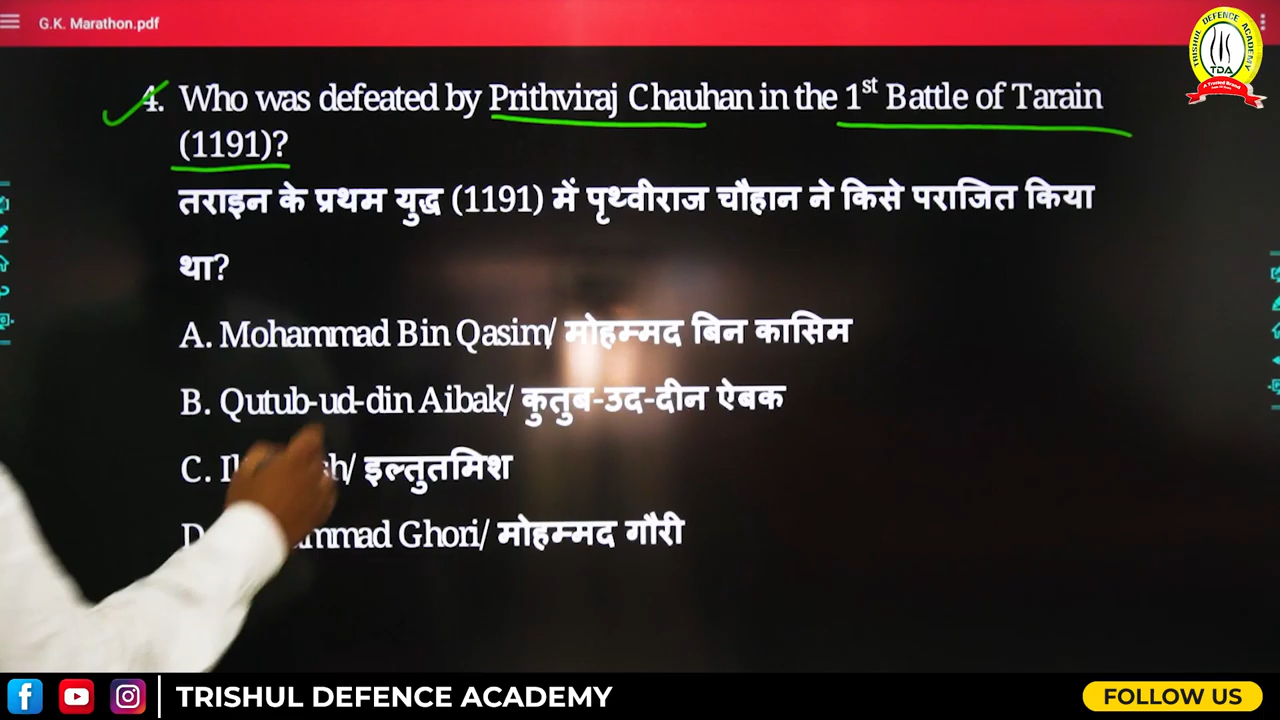 G.K. Marathon.pdf
TRISHUL DEFENCE ACADEMY
TDA
A Trusted Brand
4. Who was defeated by Prithviraj Chauhan in the 1st Battle of Tarain
(1191)?
तराइन के प्रथम युद्ध (1191) में पृथ्वीराज चौहान ने किसे पराजित किया
था?
A. Mohammad Bin Qasim/ मोहम्मद बिन कासिम
B. Qutub-ud-din Aibak/ कुतुब-उद-दीन ऐबक
C. / इल्तुतमिश
D Ghori/ मोहम्मद गौरी
TRISHUL DEFENCE ACADEMY
FOLLOW US